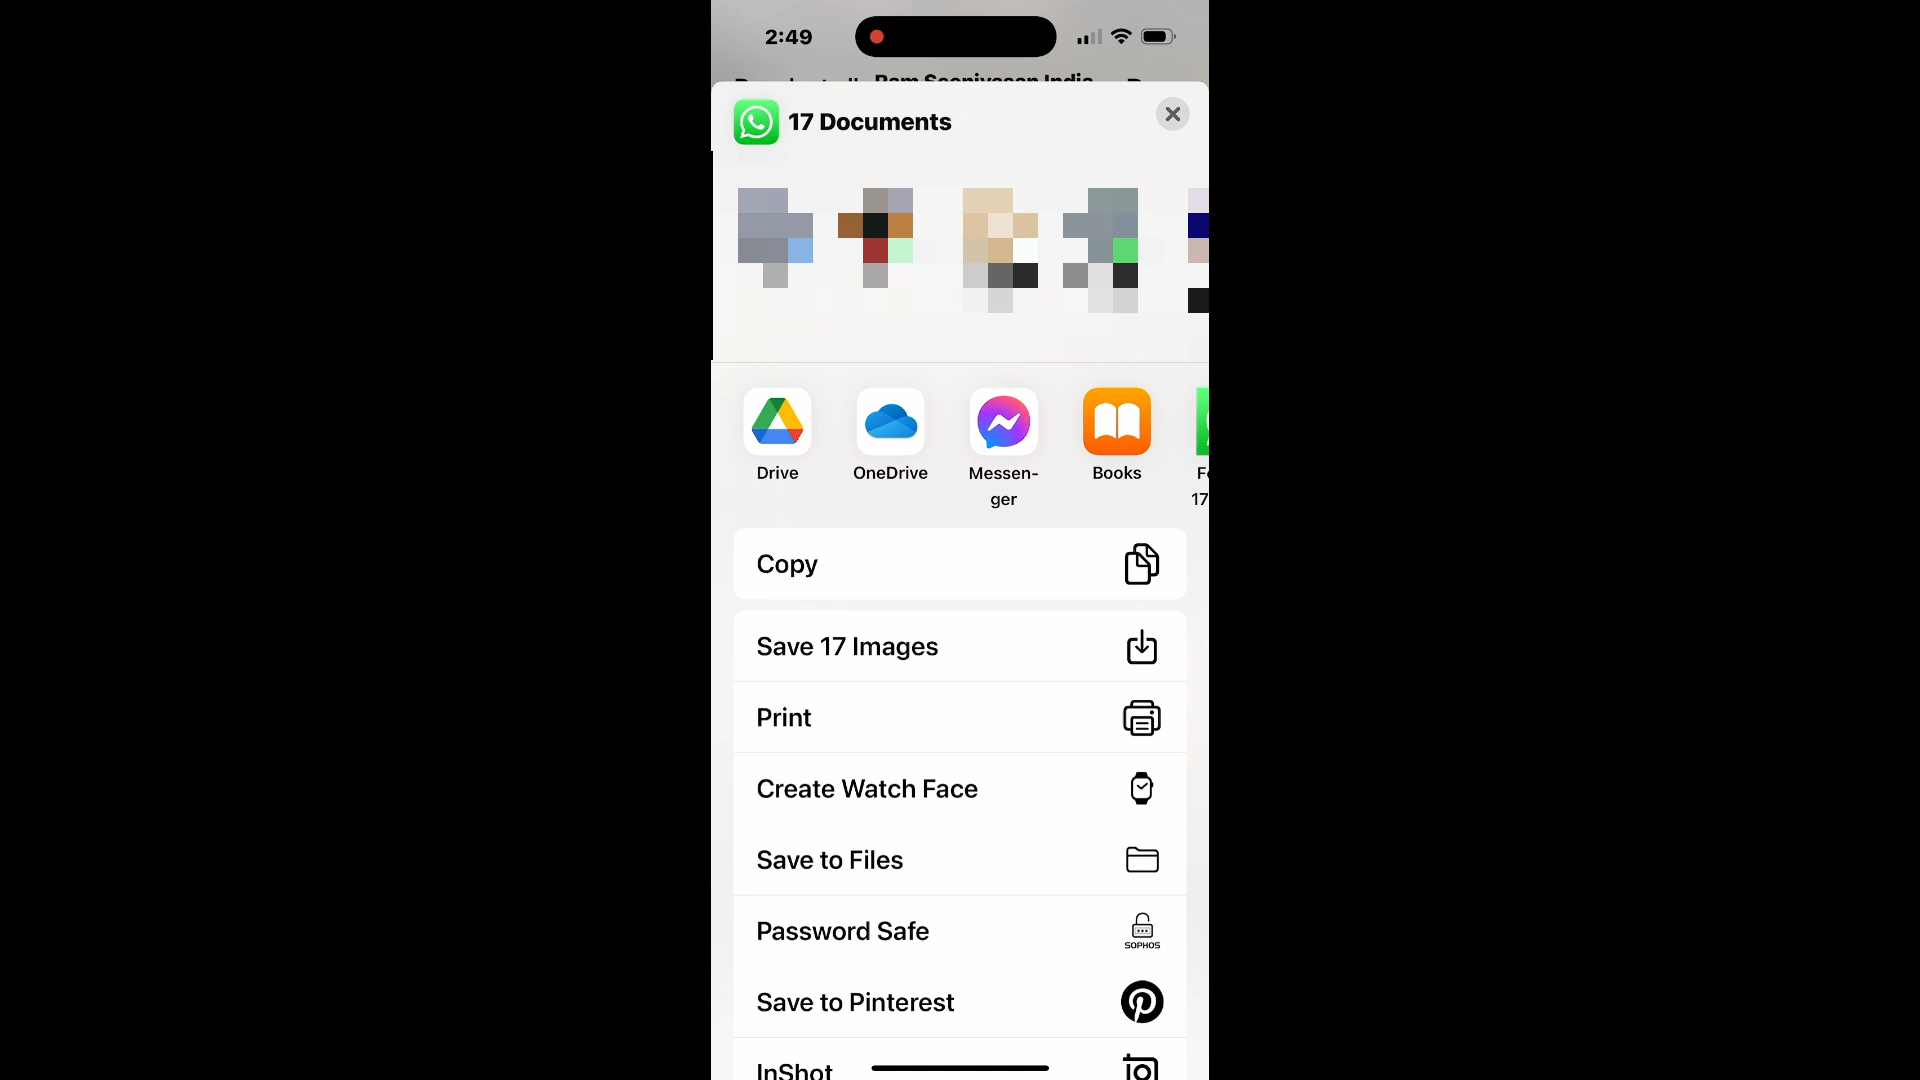 2:49
17 Documents
Drive
OneDrive
Messen-
ger
Books
17
Copy
Save 17 Images
Print
Create Watch Face
Save to Files
Password Safe
SOPHOS
Save to Pinterest
InShot